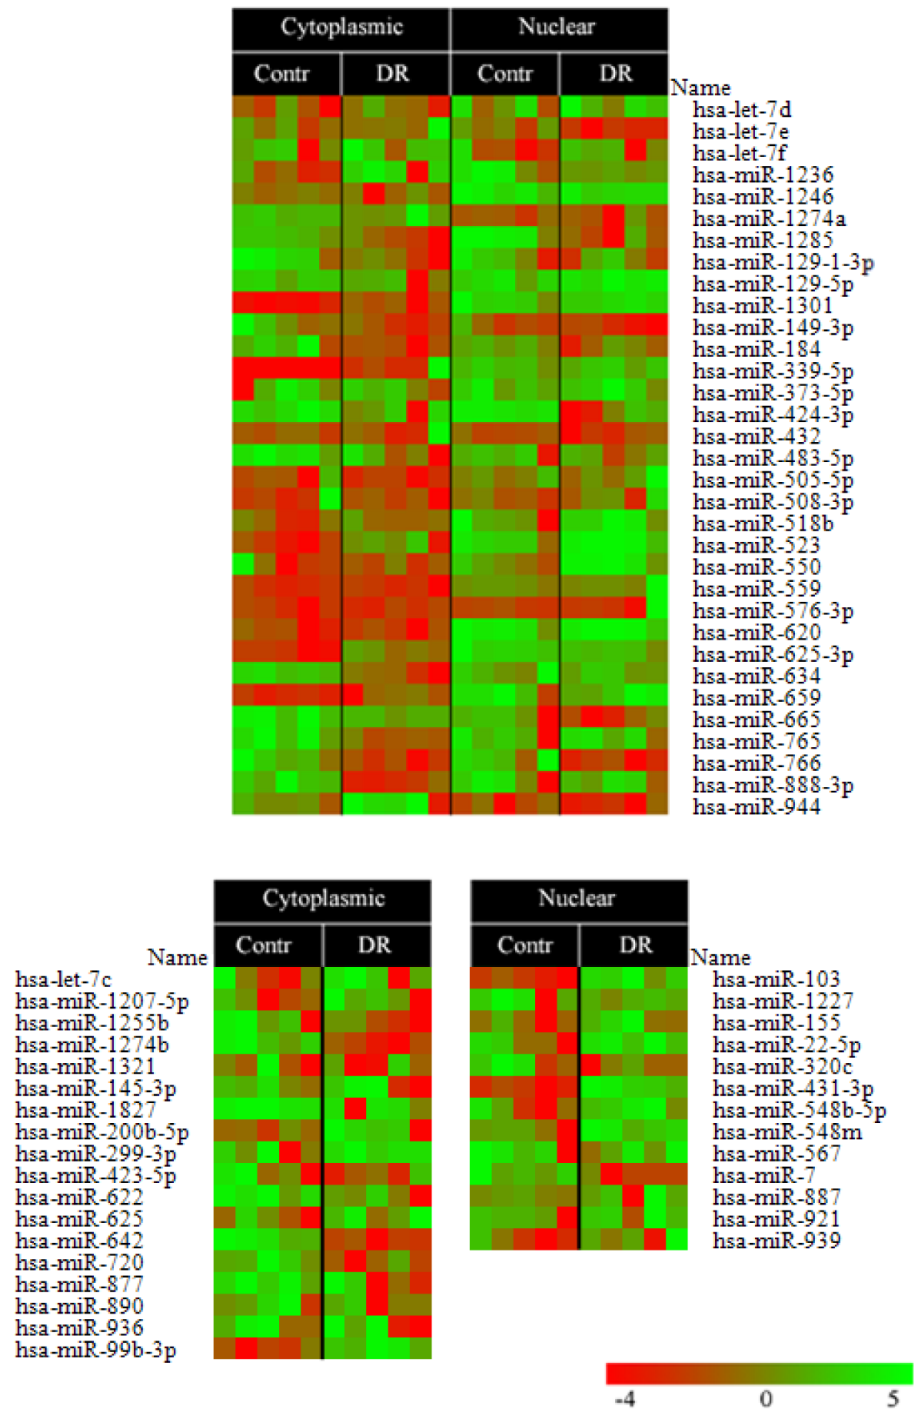 Cytoplasmic Nuclear
Contr DR Contr DR
Name
hsa-let-7d
hsa-let-7e
hsa-let-7f
hsa-miR-1236
hsa-miR-1246
hsa-miR-1274a
hsa-miR-1285
hsa-miR-129-1-3p
hsa-miR-129-5p
hsa-miR-1301
hsa-miR-149-3p
hsa-miR-184
hsa-miR-339-5p
hsa-miR-373-5p
hsa-miR-424-3p
hsa-miR-432
hsa-miR-483-5p
hsa-miR-505-5p
hsa-miR-508-3p
hsa-miR-518b
hsa-miR-523
hsa-miR-550
hsa-miR-559
hsa-miR-576-3p
hsa-miR-620
hsa-miR-625-3p
hsa-miR-634
hsa-miR-659
hsa-miR-665
hsa-miR-765
hsa-miR-766
hsa-miR-888-3p
hsa-miR-944
Cytoplasmic
Contr DR
Name
hsa-let-7c
hsa-miR-1207-5p
hsa-miR-1255b
hsa-miR-1274b
hsa-miR-1321
hsa-miR-145-3p
hsa-miR-1827
hsa-miR-200b-5p
hsa-miR-299-3p
hsa-miR-423-5p
hsa-miR-622
hsa-miR-625
hsa-miR-642
hsa-miR-720
hsa-miR-877
hsa-miR-890
hsa-miR-936
hsa-miR-99b-3p
Nuclear
Contr DR
Name
hsa-miR-103
hsa-miR-1227
hsa-miR-155
hsa-miR-22-5p
hsa-miR-320c
hsa-miR-431-3p
hsa-miR-548b-5p
hsa-miR-548m
hsa-miR-567
hsa-miR-7
hsa-miR-887
hsa-miR-921
hsa-miR-939
-4 0 5